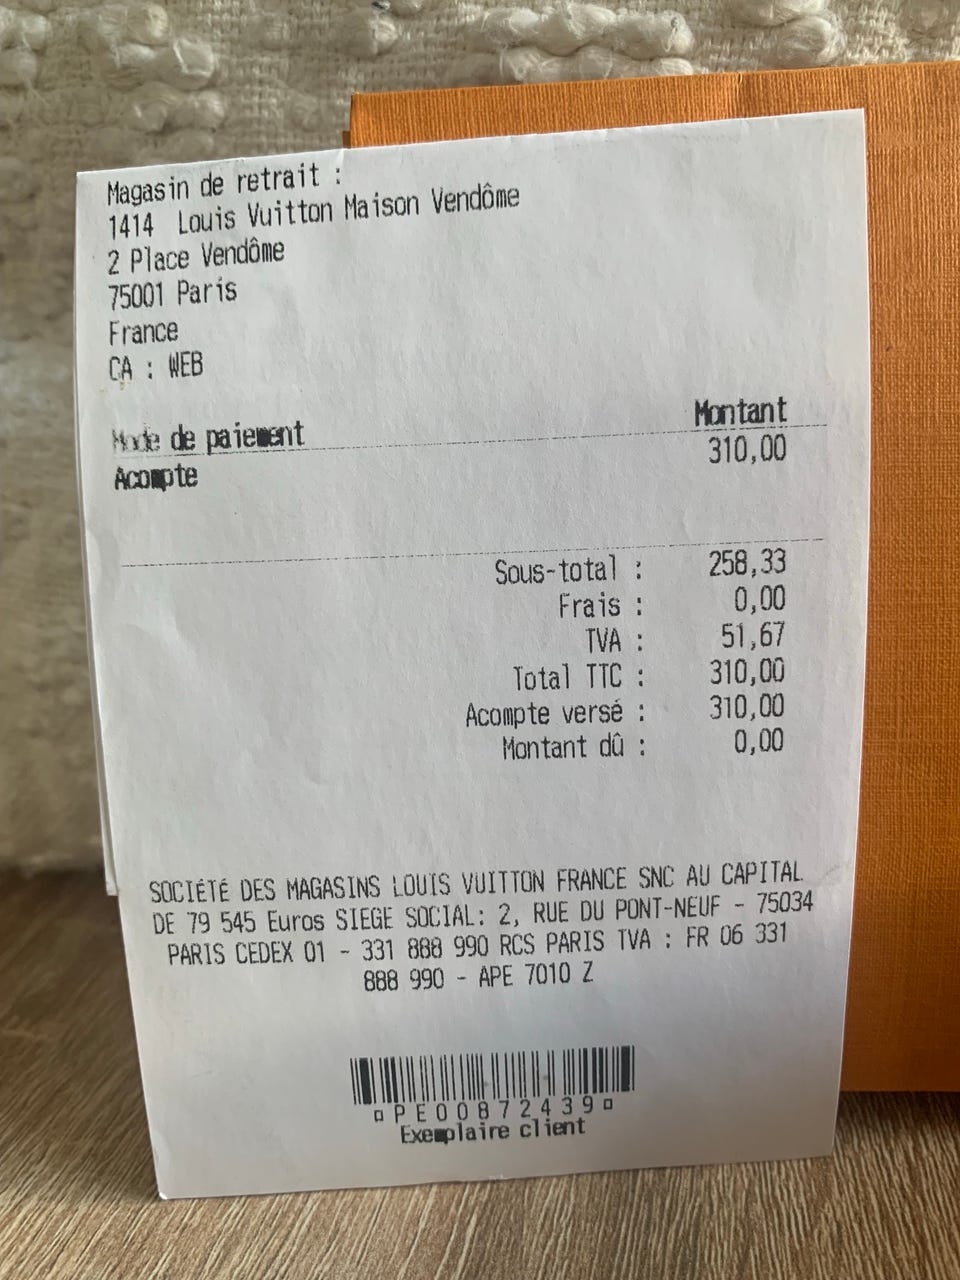 Magasin de retrait :
1414 Louis Vuitton Maison Vendôme
2 Place Vendôme
75001 Paris
France
CA : WEB
Mode de paiement Montant
Acompte 310,00
Sous-total : 258,33
Frais : 0,00
TVA : 51,67
Total TTC : 310,00
Acompte versé : 310,00
Montant dû : 0,00
SOCIÉTÉ DES MAGASINS LOUIS VUITTON FRANCE SNC AU CAPITAL
DE 79 545 Euros SIEGE SOCIAL: 2, RUE DU PONT-NEUF - 75034
PARIS CEDEX 01 - 331 888 990 RCS PARIS TVA : FR 06 331
888 990 - APE 7010 Z
¤PE00872439¤
Exemplaire client